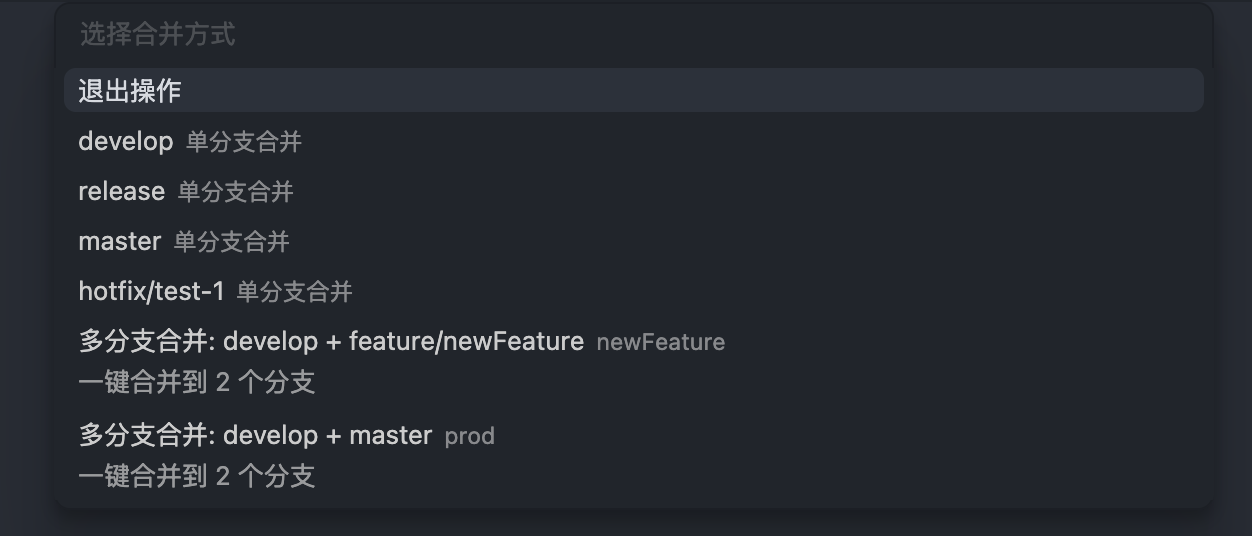 选择合并方式
退出操作
develop 单分支合并
release 单分支合并
master 单分支合并
hotfix/test-1 单分支合并
多分支合并: develop + feature/newFeature newFeature
一键合并到 2 个分支
多分支合并: develop + master prod
一键合并到 2 个分支